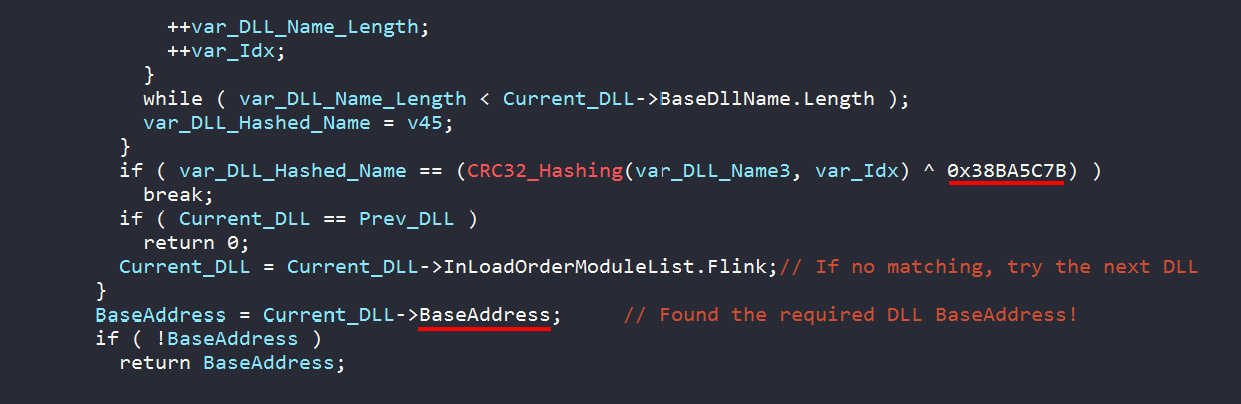 ++var_DLL_Name_Length;
++var_Idx;
}
while ( var_DLL_Name_Length < Current_DLL->BaseDllName.Length );
var_DLL_Hashed_Name = v45;
}
if ( var_DLL_Hashed_Name == (CRC32_Hashing(var_DLL_Name3, var_Idx) ^ 0x38BA5C7B) )
break;
if ( Current_DLL == Prev_DLL )
return 0;
Current_DLL = Current_DLL->InLoadOrderModuleList.Flink;// If no matching, try the next DLL
}
BaseAddress = Current_DLL->BaseAddress; // Found the required DLL BaseAddress!
if ( !BaseAddress )
return BaseAddress;